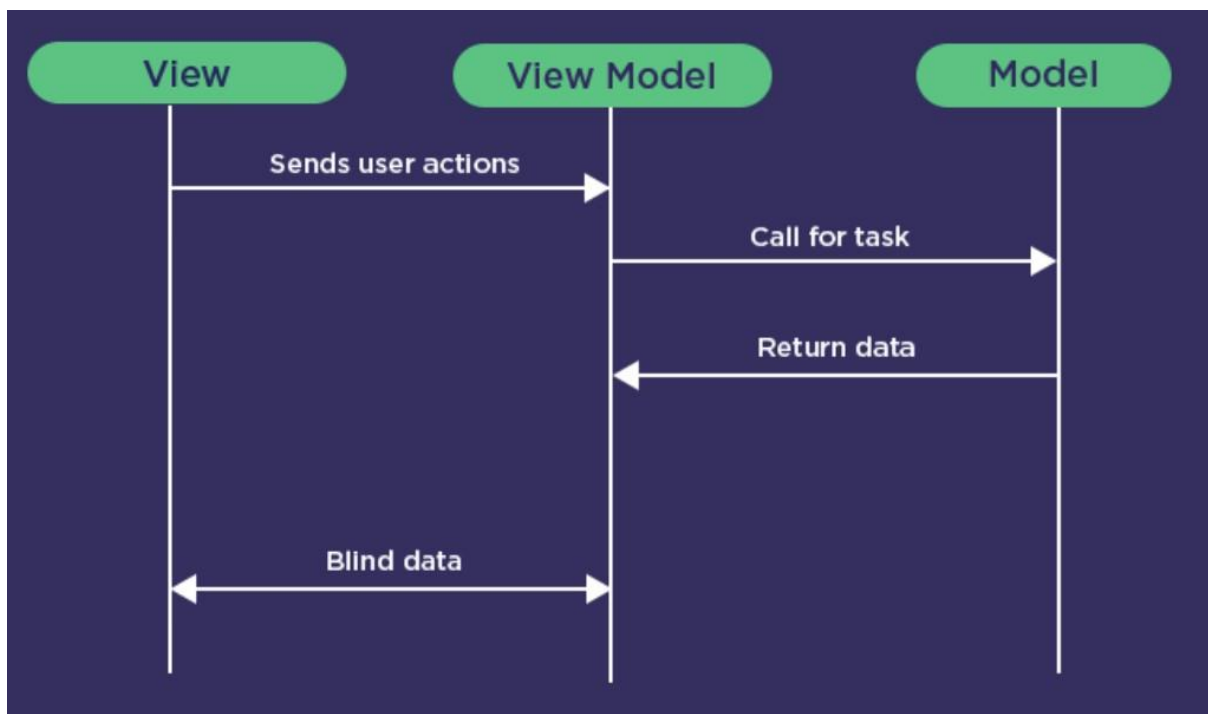 View
View Model
Model
Sends user actions
Call for task
Return data
Blind data